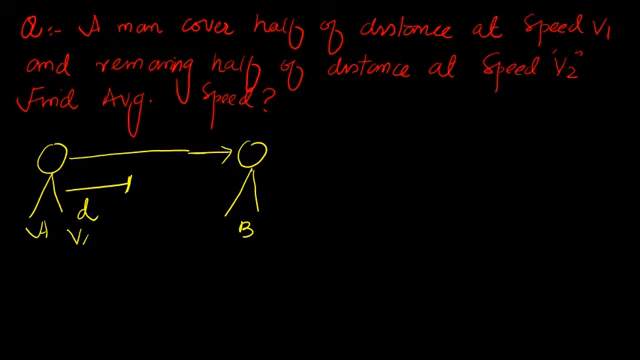 Q:- A man cover half of distance at speed V1
and remaring half of distance at speed "V2"
Find Avg. Speed?
d
A V1 B